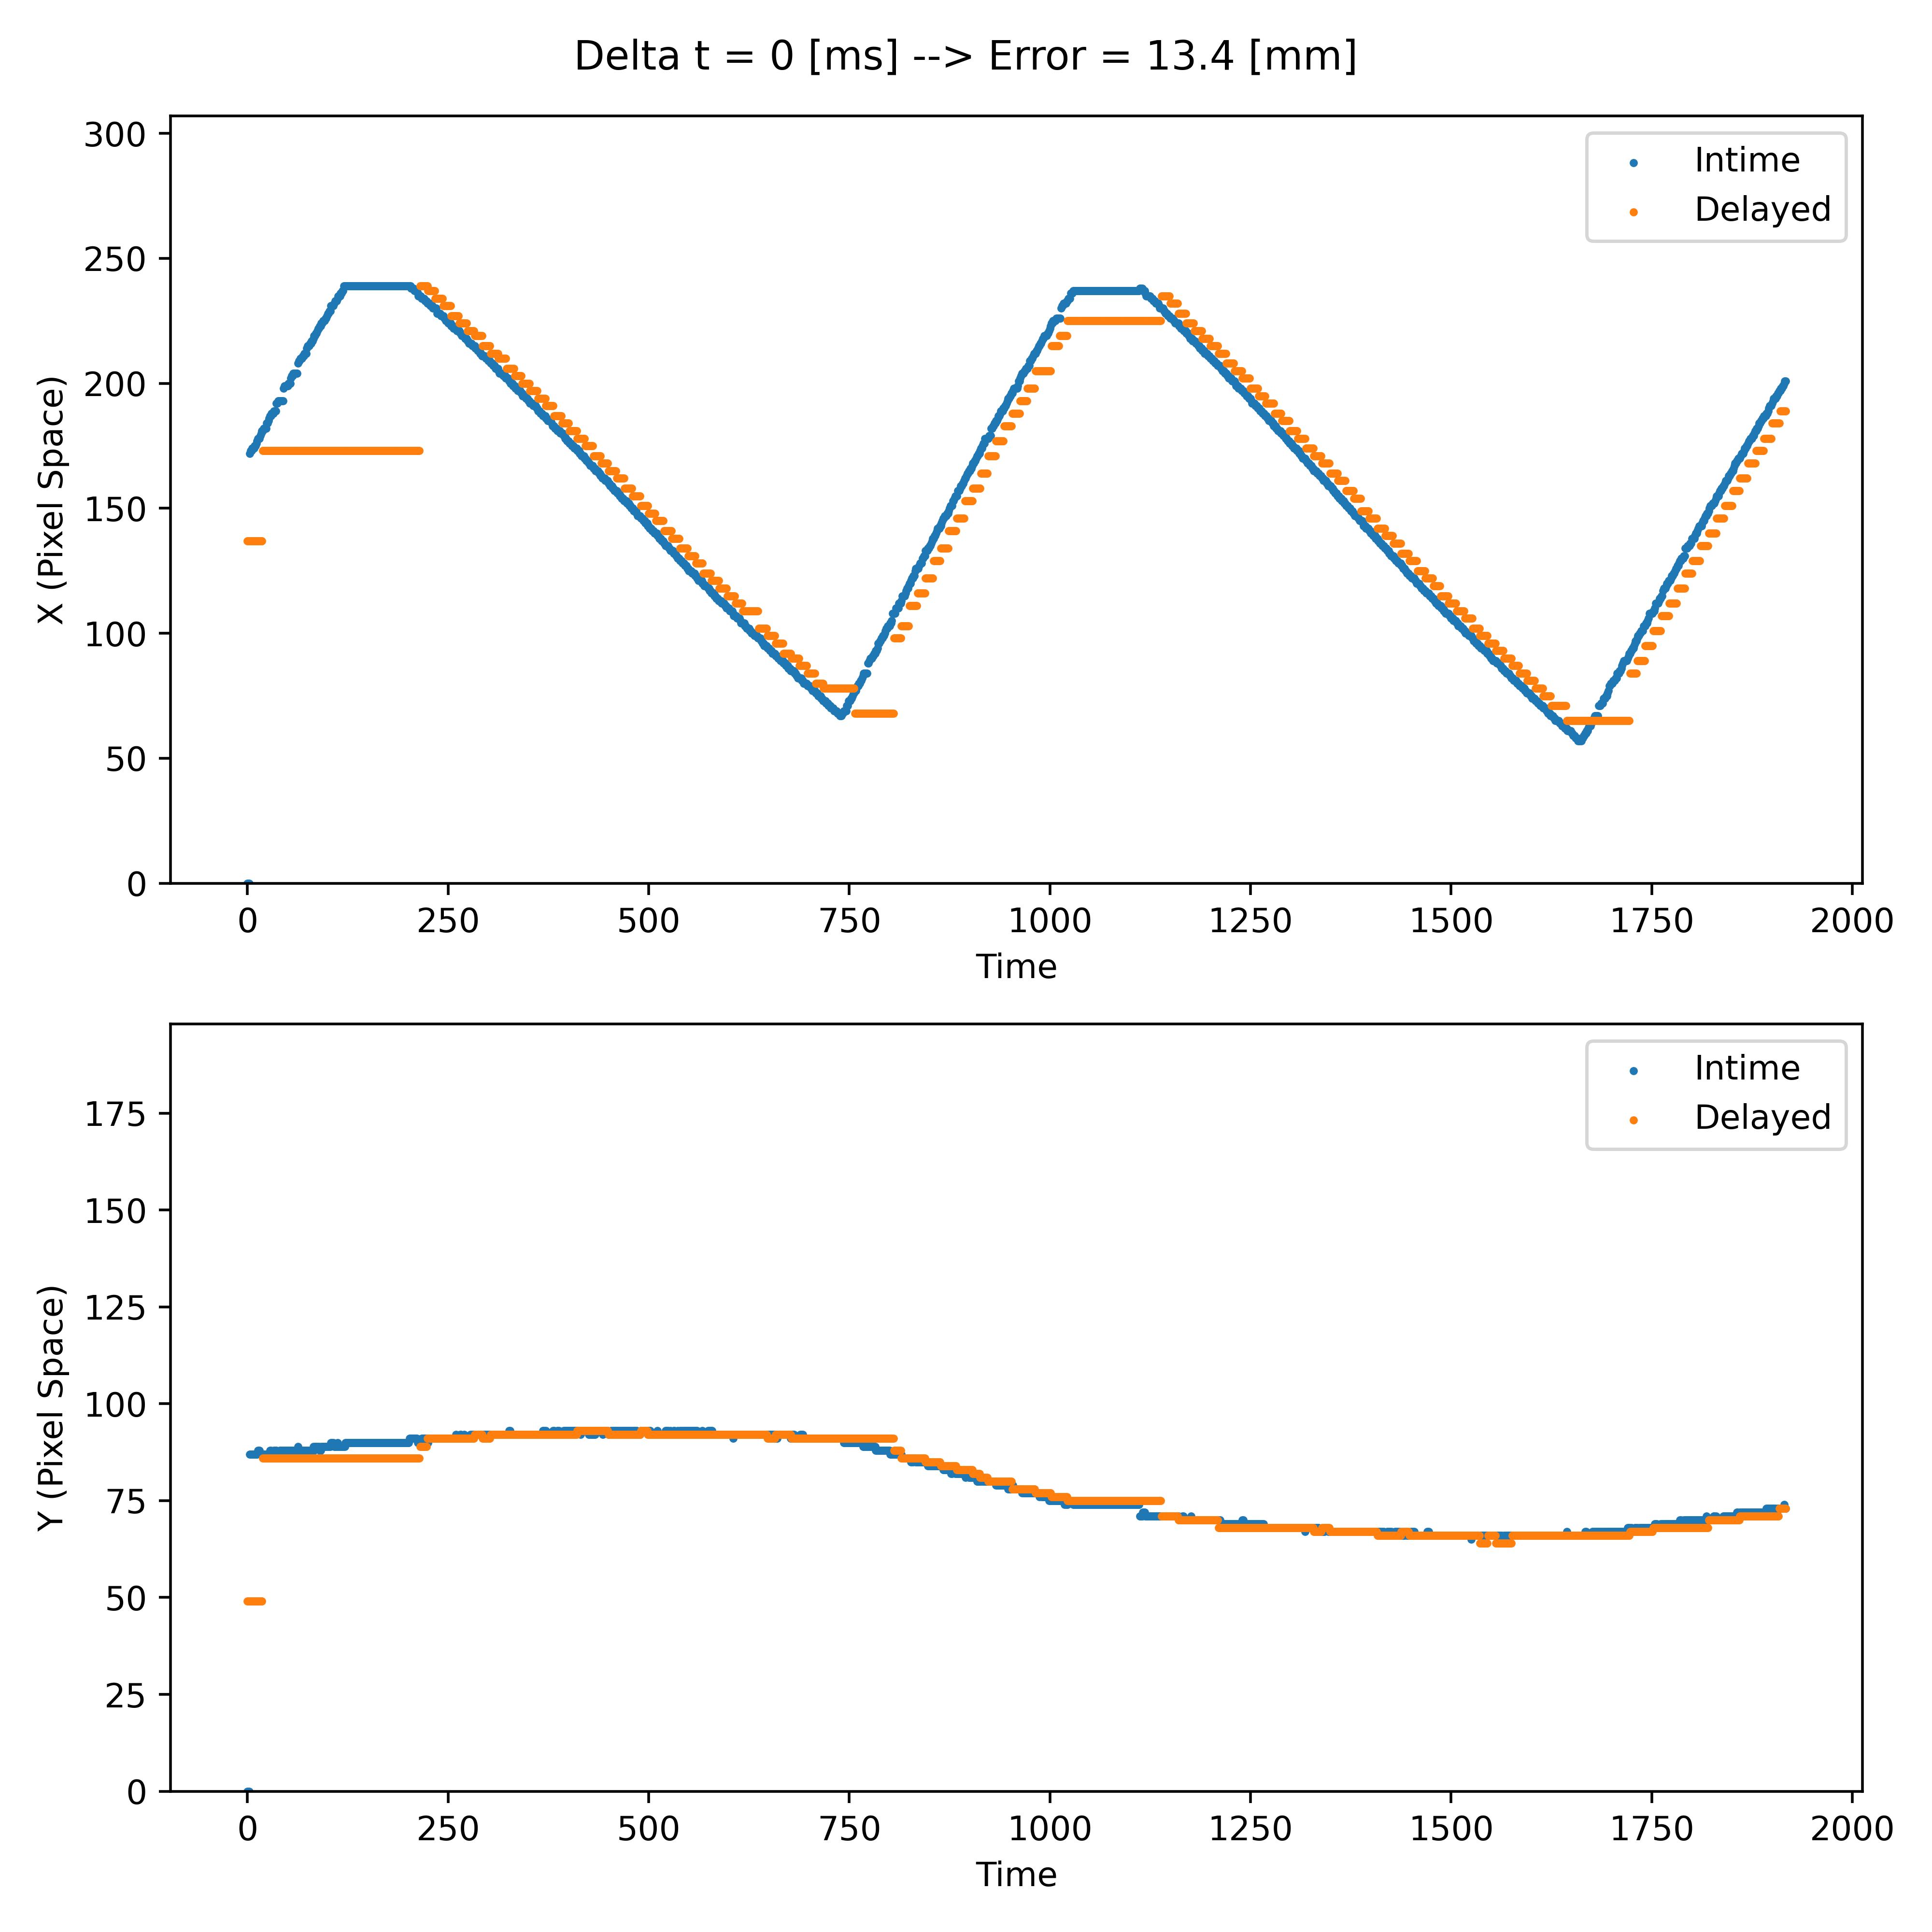 Delta t = 0 [ms] --> Error = 13.4 [mm]
300
250
200
150
100
50
0
X (Pixel Space)
Intime
Delayed
0 250 500 750 1000 1250 1500 1750 2000
Time
175
150
125
100
75
50
25
0
Y (Pixel Space)
Intime
Delayed
0 250 500 750 1000 1250 1500 1750 2000
Time